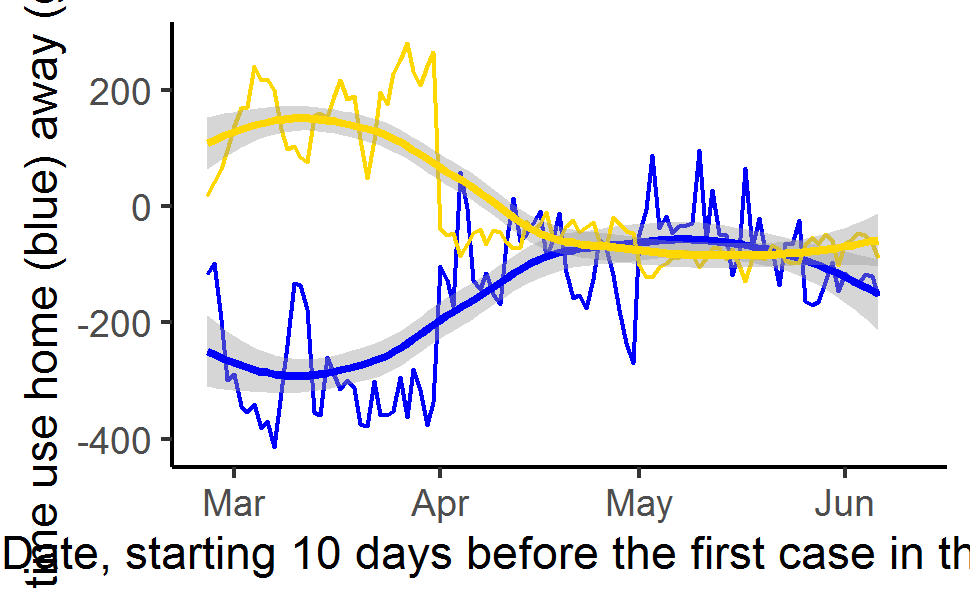 time use home (blue) away (
200
0
-200
-400
Mar Apr May Jun
Date, starting 10 days before the first case in th